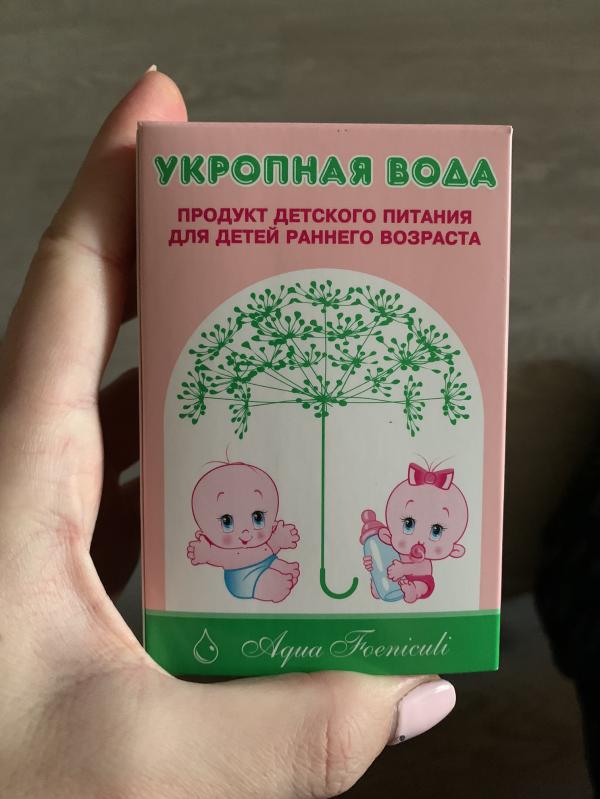 УКРОПНАЯ ВОДА
ПРОДУКТ ДЕТСКОГО ПИТАНИЯ
ДЛЯ ДЕТЕЙ РАННЕГО ВОЗРАСТА
Aqua Foeniculi